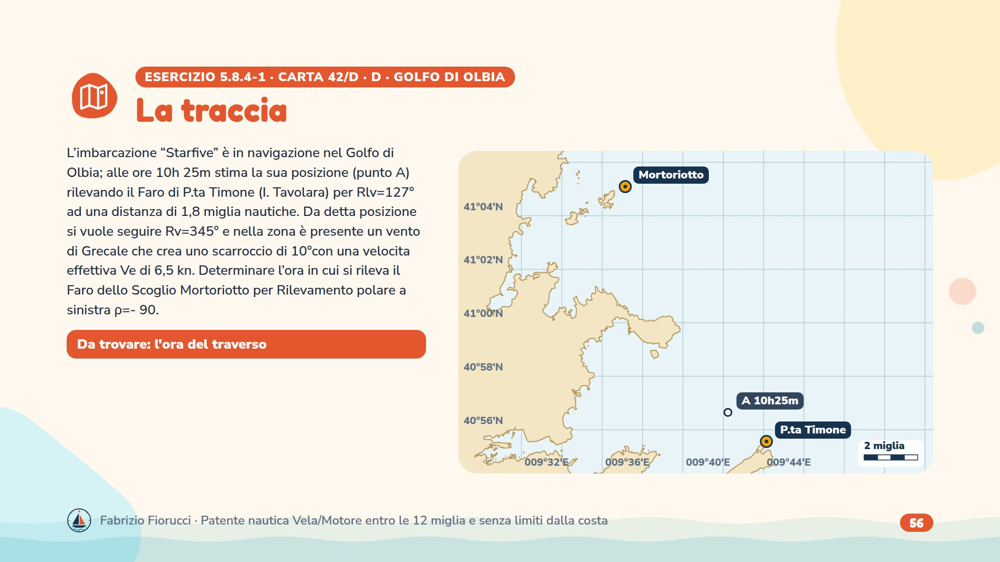 ESERCIZIO 5.8.4-1 · CARTA 42/D · D · GOLFO DI OLBIA
La traccia
L’imbarcazione “Starfive” è in navigazione nel Golfo di
Olbia; alle ore 10h 25m stima la sua posizione (punto A)
rilevando il Faro di P.ta Timone (I. Tavolara) per Rlv=127°
ad una distanza di 1,8 miglia nautiche. Da detta posizione
si vuole seguire Rv=345° e nella zona è presente un vento
di Grecale che crea uno scarroccio di 10°con una velocita
effettiva Ve di 6,5 kn. Determinare l’ora in cui si rileva il
Faro dello Scoglio Mortoriotto per Rilevamento polare a
sinistra ρ=- 90.
Da trovare: l'ora del traverso
Mortoriotto
41°04'N
41°02'N
41°00'N
40°58'N
A 10h25m
40°56'N
P.ta Timone
2 miglia
009°32'E
009°36'E
009°40'E
009°44'E
Fabrizio Fiorucci · Patente nautica Vela/Motore entro le 12 miglia e senza limiti dalla costa
56